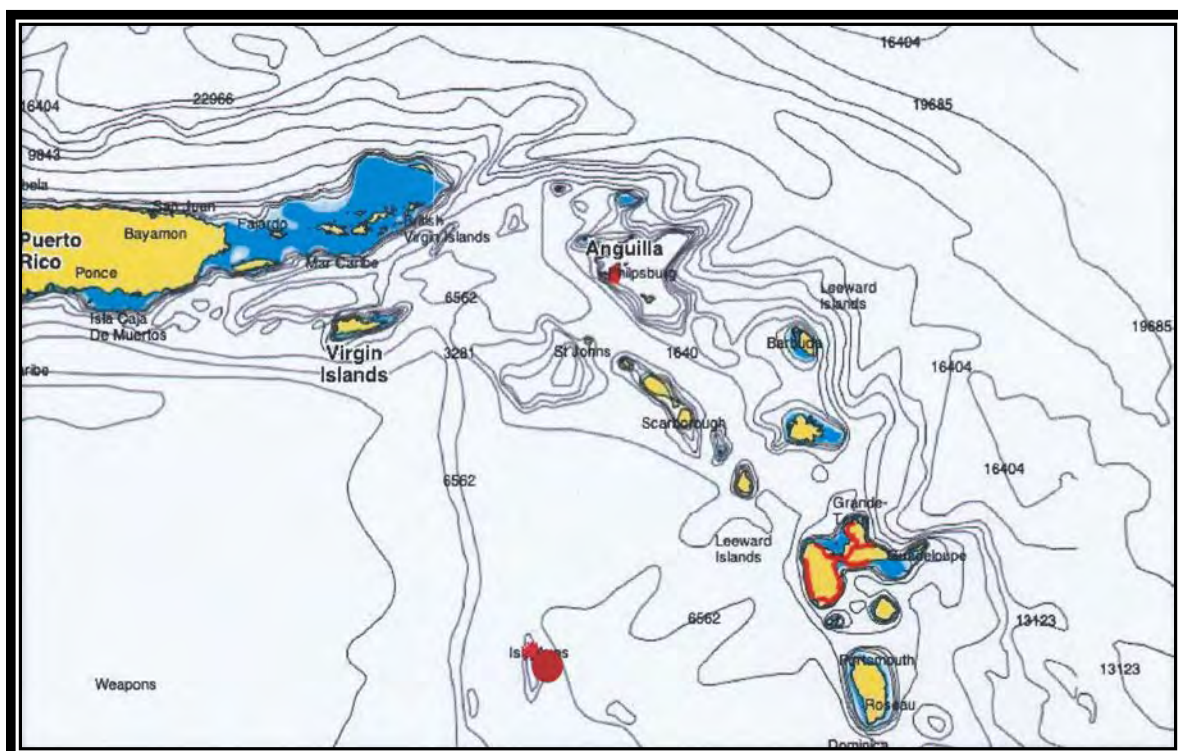 16404
22966
16404
19685
9843
bela
San Juan
Fajardo
British
Virgin Islands
Bayamon
Puerto
Rico
Ponce
Mar Caribe
Anguilla
Philpsburg
Isla Caja
De Muertos
6562
Leeward
Islands
19685
Virgin
Islands
3281
St Johns
1640
Barbuda
16404
aribe
Scarborough
6562
16404
Grande-
Leeward
Islands
Guadeloupe
6562
13123
Portsmouth
13123
Weapons
Roseau
Dominica